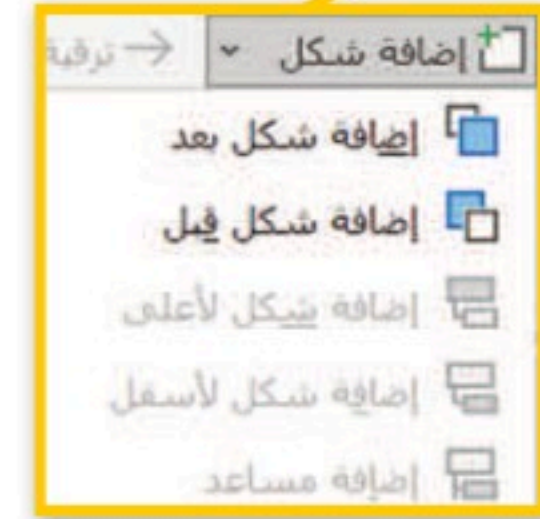 إضافة شكل ترقية
إضافة شكل بعد
إضافة شكل قبل
إضافة شكل لأعلى
إضافة شكل لأسفل
إضافة مساعد